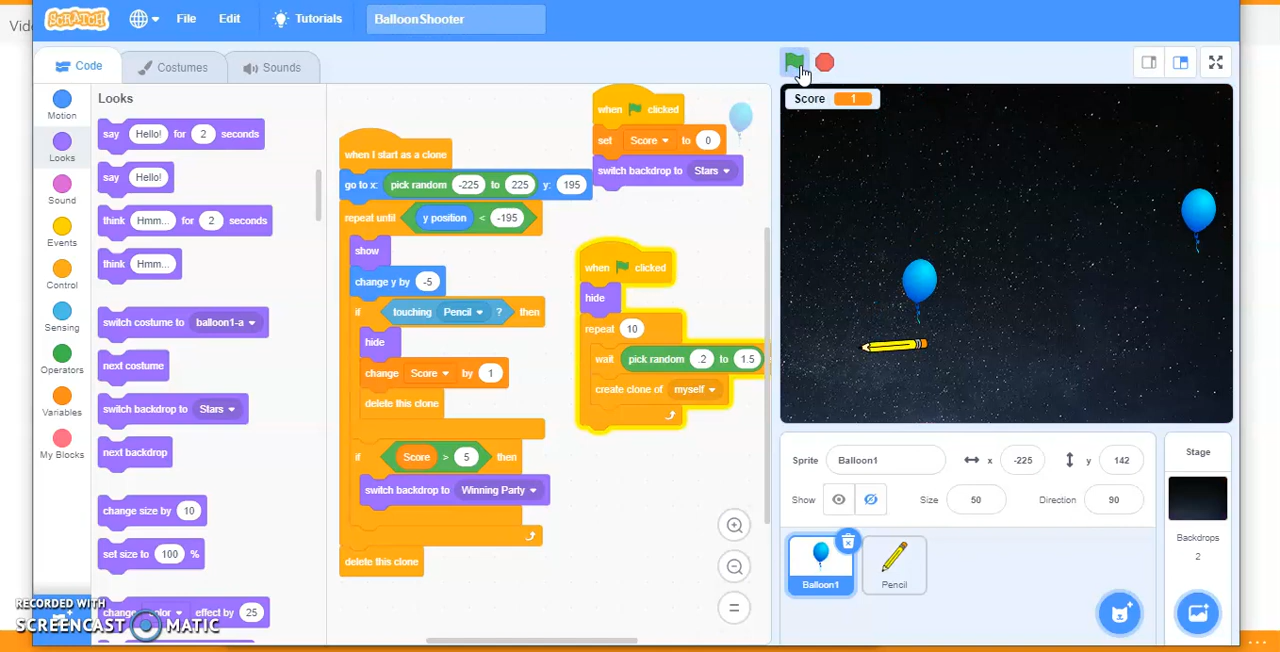 Vid
SCRATCH
File
Edit
Tutorials
Balloon Shooter
Code
Costumes
Sounds
Motion
Looks
Sound
Events
Control
Sensing
Operators
Variables
My Blocks
Looks
say Hello! for 2 seconds
say Hello!
think Hmm... for 2 seconds
think Hmm...
switch costume to balloon1-a
next costume
switch backdrop to Stars
next backdrop
change size by 10
set size to 100 %
change color effect by 25
when I start as a clone
go to x: pick random -225 to 225 y: 195
repeat until y position < -195
show
change y by -5
if touching Pencil ? then
hide
change Score by 1
delete this clone
if Score > 5 then
switch backdrop to Winning Party
delete this clone
when clicked
set Score to 0
switch backdrop to Stars
when clicked
hide
repeat 10
wait pick random .2 to 1.5
create clone of myself
Score 1
Sprite Balloon1 x -225 y 142
Show Size 50 Direction 90
Balloon1
Pencil
Stage
Backdrops
2
RECORDED WITH
SCREENCAST MATIC